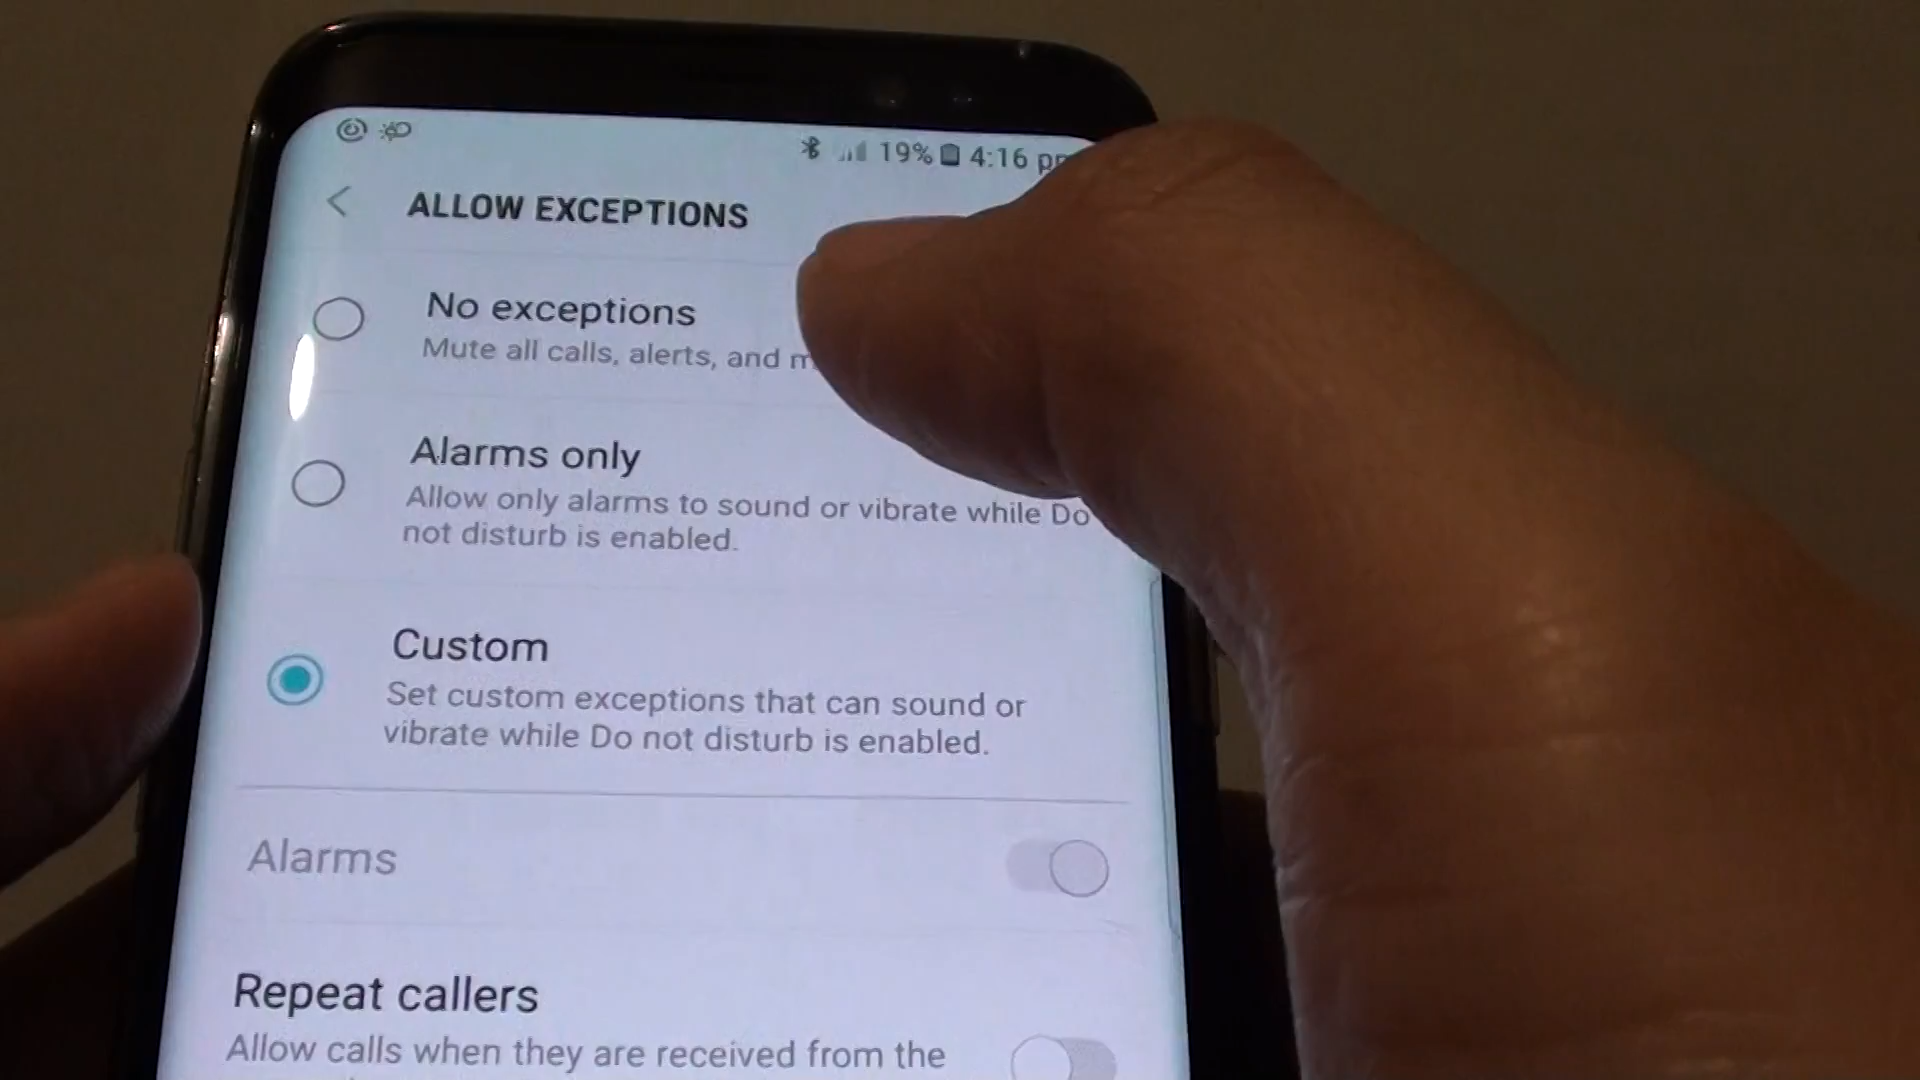 19% 4:16
ALLOW EXCEPTIONS
No exceptions
Mute all calls, alerts, and
Alarms only
Allow only alarms to sound or vibrate while Do
not disturb is enabled.
Custom
Set custom exceptions that can sound or
vibrate while Do not disturb is enabled.
Alarms
Repeat callers
Allow calls when they are received from the